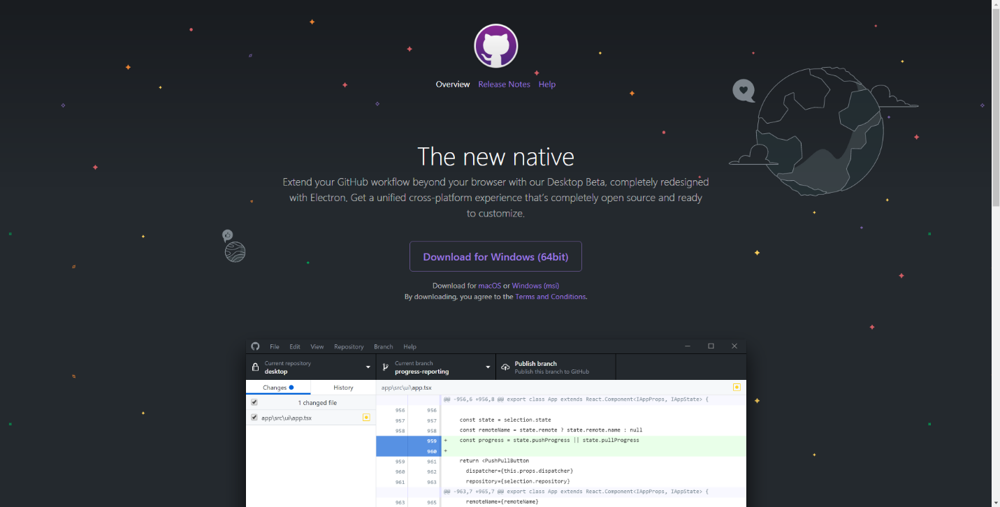 Overview Release Notes Help
The new native
Extend your GitHub workflow beyond your browser with our Desktop Beta, completely redesigned
with Electron. Get a unified cross-platform experience that's completely open source and ready
to customize.
Download for Windows (64bit)
Download for macOS or Windows (msi)
By downloading, you agree to the Terms and Conditions.
File Edit View Repository Branch Help
Current repository
desktop
Current branch
progress-reporting
Publish branch
Publish this branch to GitHub
Changes History
1 changed file
app\src\ui\app.tsx
app\src\ui\app.tsx
@@ -956,6 +956,8 @@ export class App extends React.Component<IAppProps, IAppState> {
956 956
957 957 const state = selection.state
958 958 const remoteName = state.remote ? state.remote.name : null
959 + const progress = state.pushProgress || state.pullProgress
960 +
959 961 return <PushPullButton
960 962 dispatcher={this.props.dispatcher}
961 963 repository={selection.repository}
@@ -963,7 +965,7 @@ export class App extends React.Component<IAppProps, IAppState> {
963 965 remoteName={remoteName}